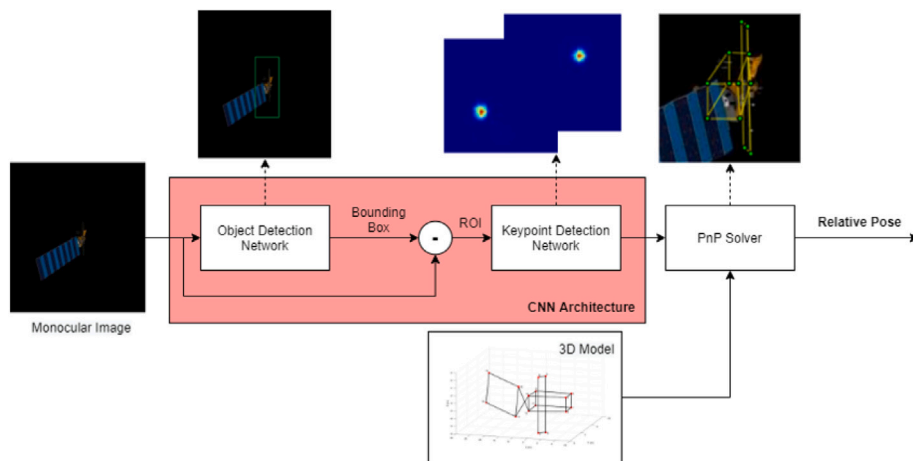 Object Detection
Network
Bounding
Box
-
ROI
Keypoint Detection
Network
PnP Solver
Relative Pose
CNN Architecture
Monocular Image
3D Model